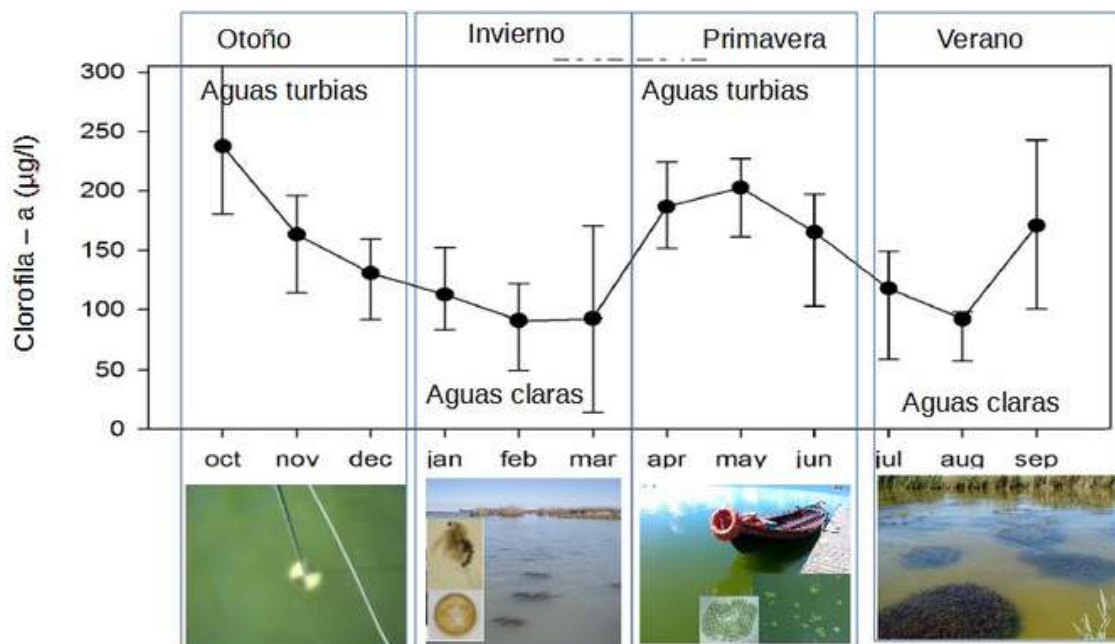 Otoño
Invierno
Primavera
Verano
Aguas turbias
Aguas turbias
Aguas claras
Aguas claras
Clorofila – a (µg/l)
300
250
200
150
100
50
0
oct nov dec jan feb mar apr may jun jul aug sep